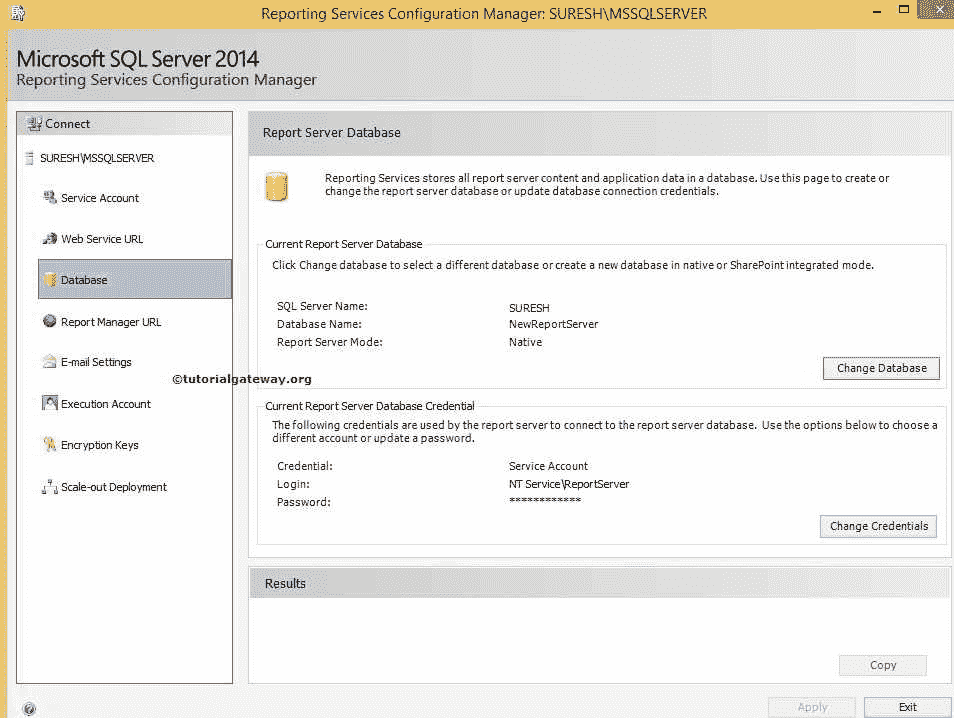 Reporting Services Configuration Manager: SURESH\MSSQLSERVER
Microsoft SQL Server 2014
Reporting Services Configuration Manager
Connect
SURESH\MSSQLSERVER
Service Account
Web Service URL
Database
Report Manager URL
E-mail Settings
©tutorialgateway.org
Execution Account
Encryption Keys
Scale-out Deployment
Report Server Database
Reporting Services stores all report server content and application data in a database. Use this page to create or
change the report server database or update database connection credentials.
Current Report Server Database
Click Change database to select a different database or create a new database in native or SharePoint integrated mode.
SQL Server Name: SURESH
Database Name: NewReportServer
Report Server Mode: Native
Change Database
Current Report Server Database Credential
The following credentials are used by the report server to connect to the report server database. Use the options below to choose a
different account or update a password.
Credential: Service Account
Login: NT Service\ReportServer
Password: ************
Change Credentials
Results
Copy
Apply
Exit